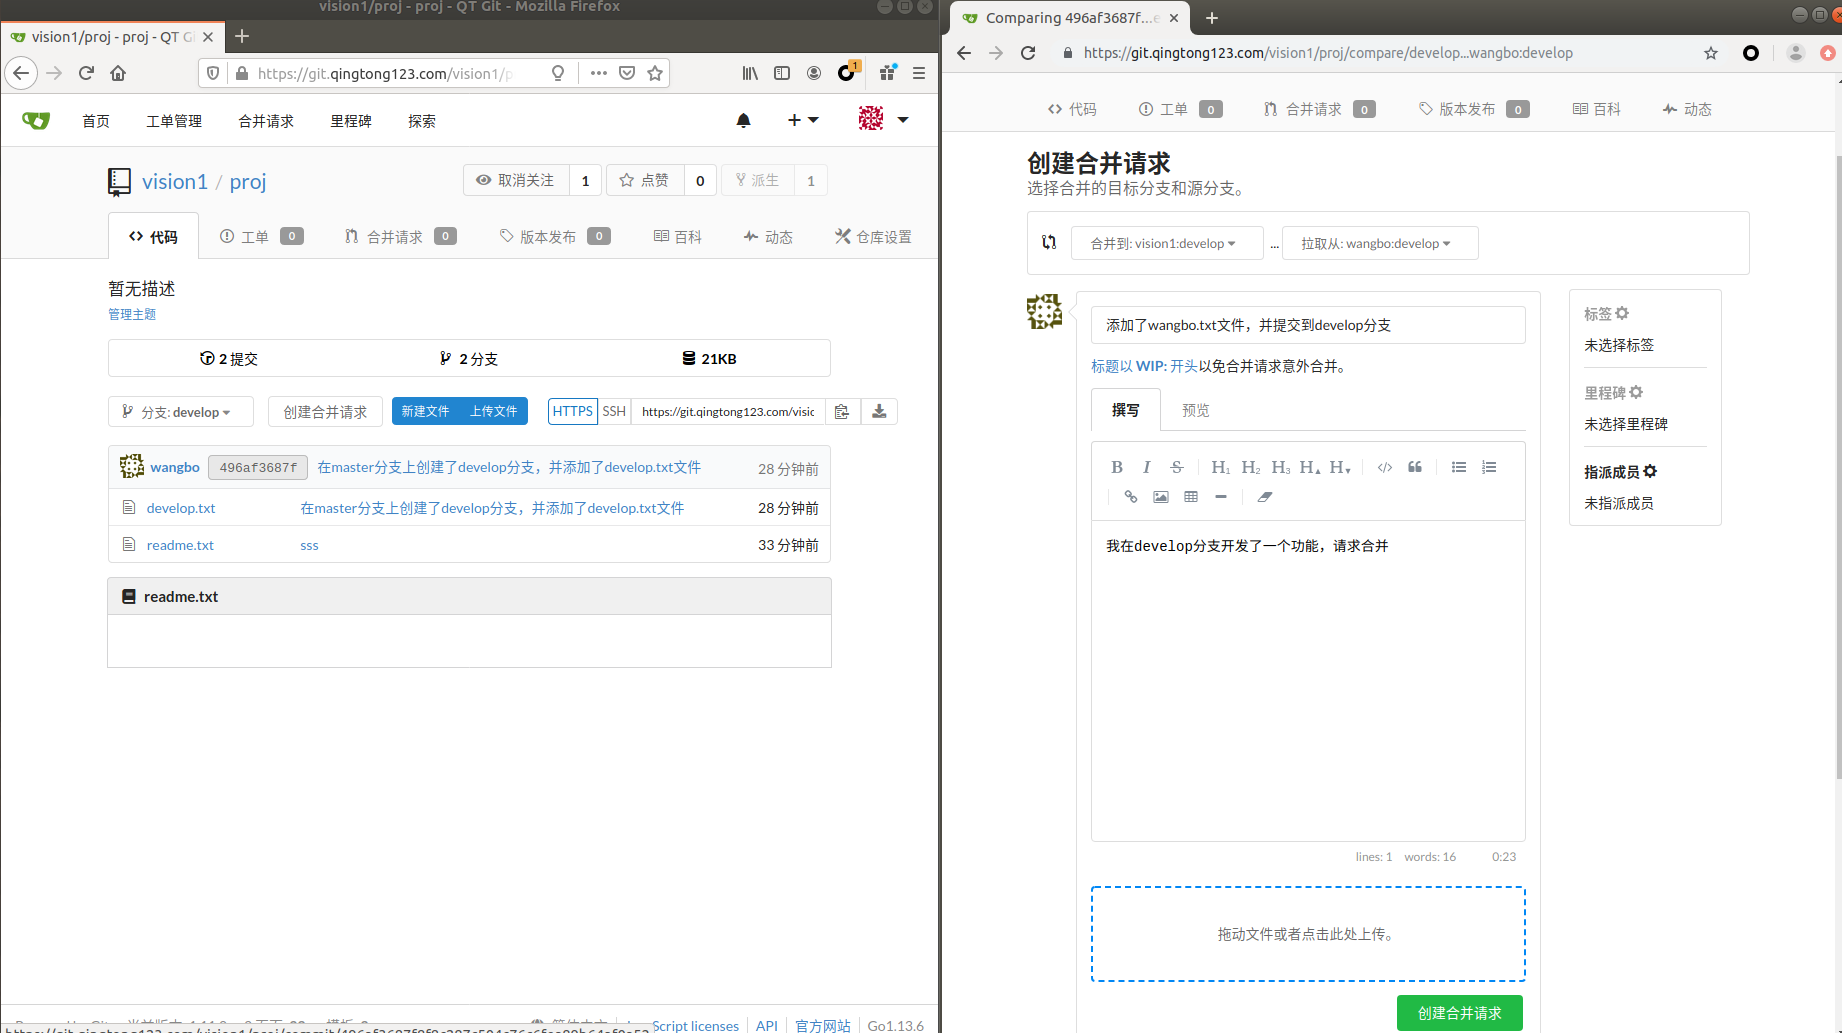 vision1/proj - proj - QT Git - Mozilla Firefox
vision1/proj - proj - QT G
https://git.qingtong123.com/vision1/p
1
首页
工单管理
合并请求
里程碑
探索
vision1 / proj
取消关注 1
点赞 0
派生 1
代码
工单 0
合并请求 0
版本发布 0
百科
动态
仓库设置
暂无描述
管理主题
2 提交
2 分支
21KB
分支: develop
创建合并请求
新建文件
上传文件
HTTPS
SSH
https://git.qingtong123.com/visic
wangbo 496af3687f 在master分支上创建了develop分支，并添加了develop.txt文件 28 分钟前
develop.txt 在master分支上创建了develop分支，并添加了develop.txt文件 28 分钟前
readme.txt sss 33 分钟前
readme.txt
Script licenses
API
官方网站
Go1.13.6
Comparing 496af3687f...
https://git.qingtong123.com/vision1/proj/compare/develop...wangbo:develop
代码
工单 0
合并请求 0
版本发布 0
百科
动态
创建合并请求
选择合并的目标分支和源分支。
合并到: vision1:develop
...
拉取从: wangbo:develop
添加了wangbo.txt文件，并提交到develop分支
标题以 WIP: 开头以免合并请求意外合并。
撰写
预览
B I S H1 H2 H3 H▲ H▼
我在develop分支开发了一个功能，请求合并
lines: 1 words: 16 0:23
拖动文件或者点击此处上传。
创建合并请求
标签
未选择标签
里程碑
未选择里程碑
指派成员
未指派成员